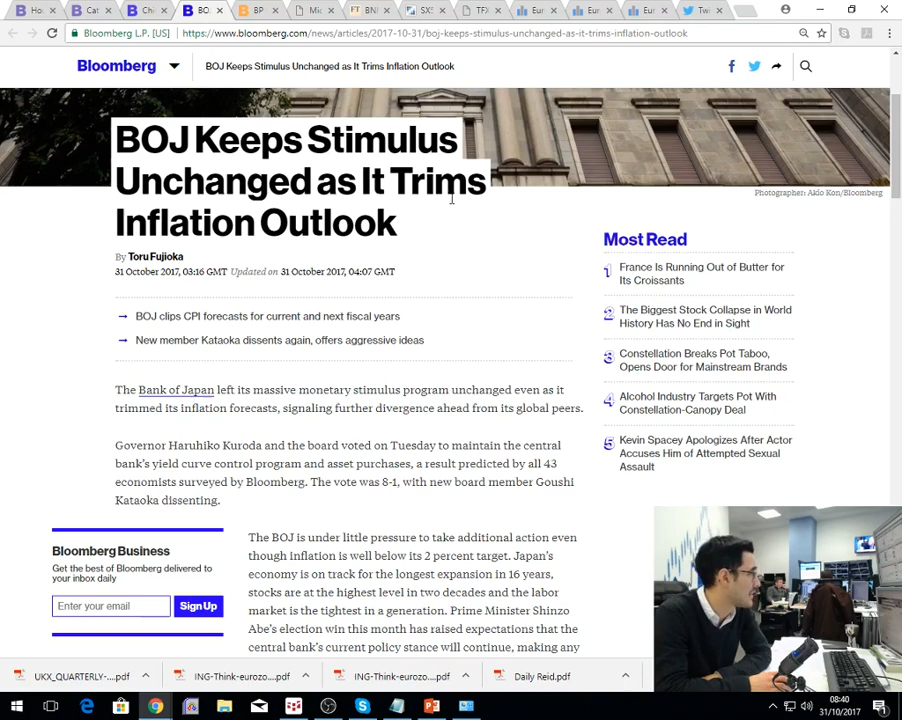 Ho
Cat
Ch
BO
BP
Mic
BN
SX5
TFX
Eur
Eur
Eur
Twi
Bloomberg L.P. [US]
https://www.bloomberg.com/news/articles/2017-10-31/boj-keeps-stimulus-unchanged-as-it-trims-inflation-outlook
Bloomberg
BOJ Keeps Stimulus Unchanged as It Trims Inflation Outlook
BOJ Keeps Stimulus
Unchanged as It Trims
Inflation Outlook
Photographer: Akio Kon/Bloomberg
By Toru Fujioka
31 October 2017, 03:16 GMT Updated on 31 October 2017, 04:07 GMT
→ BOJ clips CPI forecasts for current and next fiscal years
→ New member Kataoka dissents again, offers aggressive ideas
The Bank of Japan left its massive monetary stimulus program unchanged even as it
trimmed its inflation forecasts, signaling further divergence ahead from its global peers.
Governor Haruhiko Kuroda and the board voted on Tuesday to maintain the central
bank's yield curve control program and asset purchases, a result predicted by all 43
economists surveyed by Bloomberg. The vote was 8-1, with new board member Goushi
Kataoka dissenting.
Most Read
1 France Is Running Out of Butter for
Its Croissants
2 The Biggest Stock Collapse in World
History Has No End in Sight
3 Constellation Breaks Pot Taboo,
Opens Door for Mainstream Brands
4 Alcohol Industry Targets Pot With
Constellation-Canopy Deal
5 Kevin Spacey Apologizes After Actor
Accuses Him of Attempted Sexual
Assault
Bloomberg Business
Get the best of Bloomberg delivered to
your inbox daily
Enter your email
Sign Up
The BOJ is under little pressure to take additional action even
though inflation is well below its 2 percent target. Japan's
economy is on track for the longest expansion in 16 years,
stocks are at the highest level in two decades and the labor
market is the tightest in a generation. Prime Minister Shinzo
Abe's election win this month has raised expectations that the
central bank's current policy stance will continue, making any
UKX_QUARTERLY-....pdf
ING-Think-eurozo....pdf
ING-Think-eurozo....pdf
Daily Reid.pdf
08:40
31/10/2017